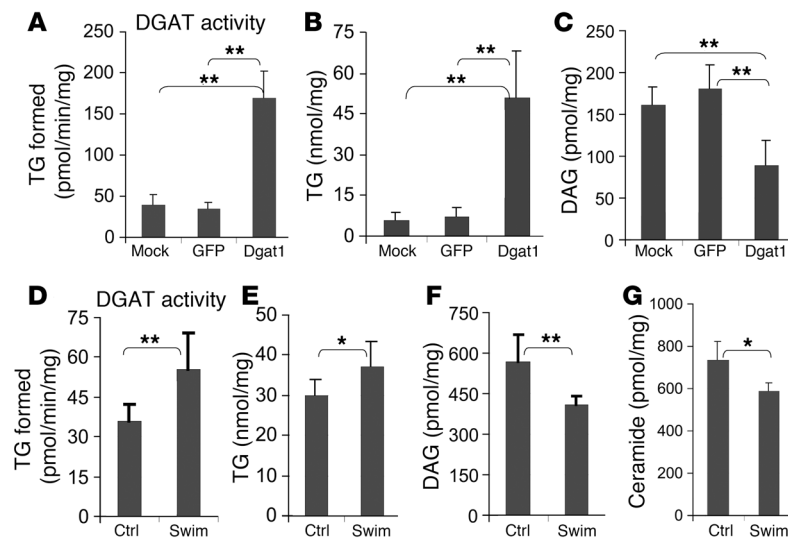 A DGAT activity
TG formed
(pmol/min/mg)
250
200
150
100
50
0
**
**
Mock GFP Dgat1
B
TG (nmol/mg)
75
60
45
30
15
0
**
**
Mock GFP Dgat1
C
DAG (pmol/mg)
250
200
150
100
50
0
**
**
Mock GFP Dgat1
D DGAT activity
TG formed
(pmol/min/mg)
75
60
45
30
15
0
**
Ctrl Swim
E
TG (nmol/mg)
50
40
30
20
10
0
*
Ctrl Swim
F
DAG (pmol/mg)
750
600
450
300
150
0
**
Ctrl Swim
G
Ceramide (pmol/mg)
1000
800
600
400
200
0
*
Ctrl Swim